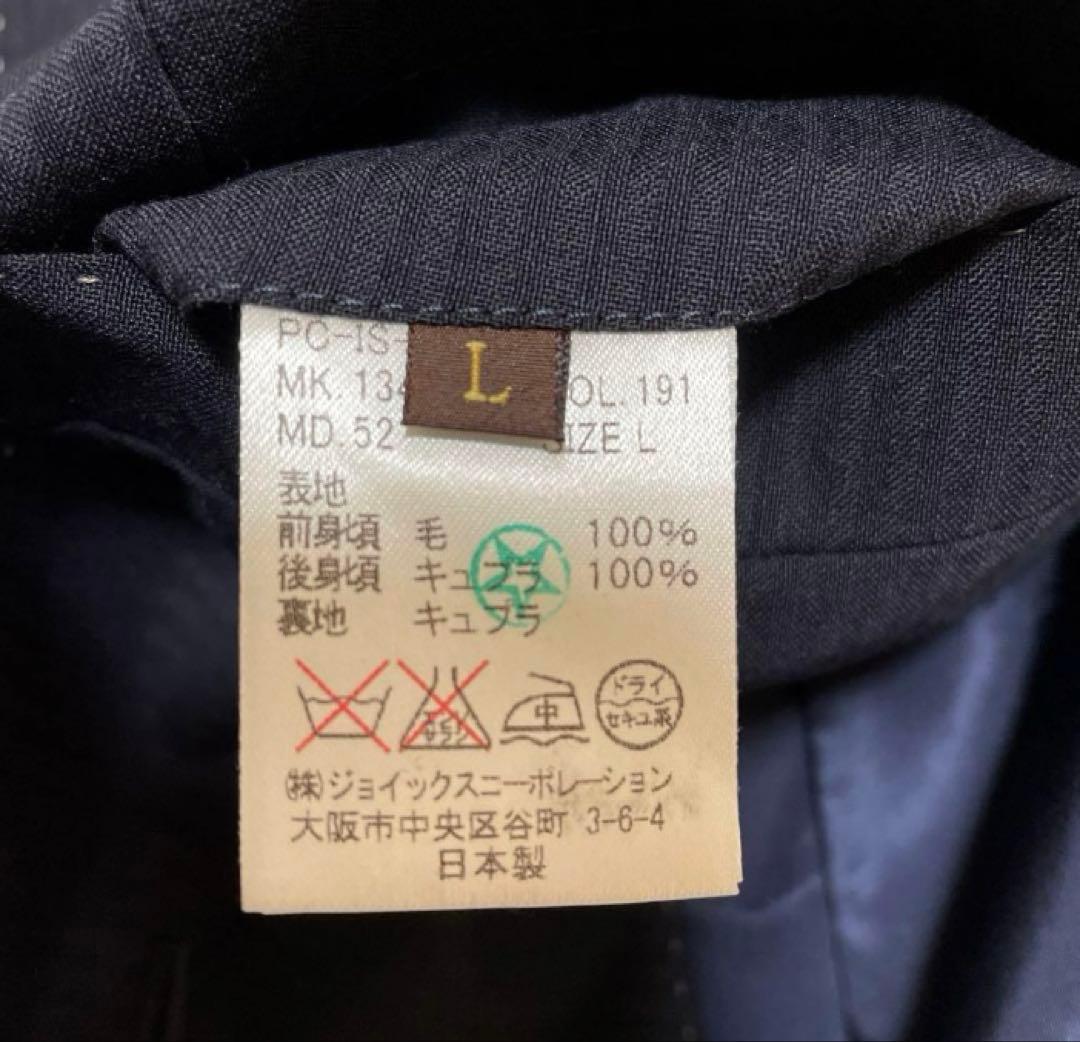 PC-IS-
L
MK. 134 OL. 191
MD. 52 SIZE L
表地
前身頃 毛 100%
後身頃 キュプラ 100%
裏地 キュプラ
中
ドライ
セキユ系
㈱ジョイックスコーポレーション
大阪市中央区谷町 3-6-4
日本製